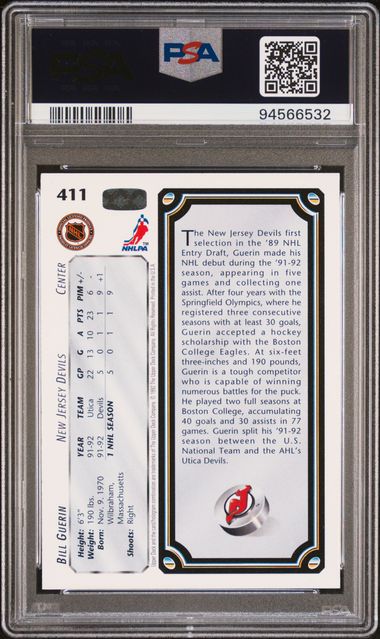 PSA
94566532
411
NHL
NHLPA
TM
The New Jersey Devils first
selection in the '89 NHL
Entry Draft, Guerin made his
NHL debut during the '91-92
season, appearing in five
games and collecting one
assist. After four years with the
Springfield Olympics, where he
registered three consecutive
seasons with at least 30 goals,
Guerin accepted a hockey
scholarship with the Boston
College Eagles. At six-feet
three-inches and 190 pounds,
Guerin is a tough competitor
who is capable of winning
numerous battles for the puck.
He played two full seasons at
Boston College, accumulating
40 goals and 30 assists in 77
games. Guerin split his '91-92
season between the U.S.
National Team and the AHL's
Utica Devils.
BILL GUERIN NEW JERSEY DEVILS CENTER
Height: 6'3"
Weight: 190 lbs.
Born: Nov. 9, 1970
Wilbraham,
Massachusetts
Shoots: Right
YEAR TEAM GP G A PTS PIM +/-
91-92 Utica 22 13 10 23 6 -
91-92 Devils 5 0 1 1 9 +1
1 NHL SEASON 5 0 1 1 9